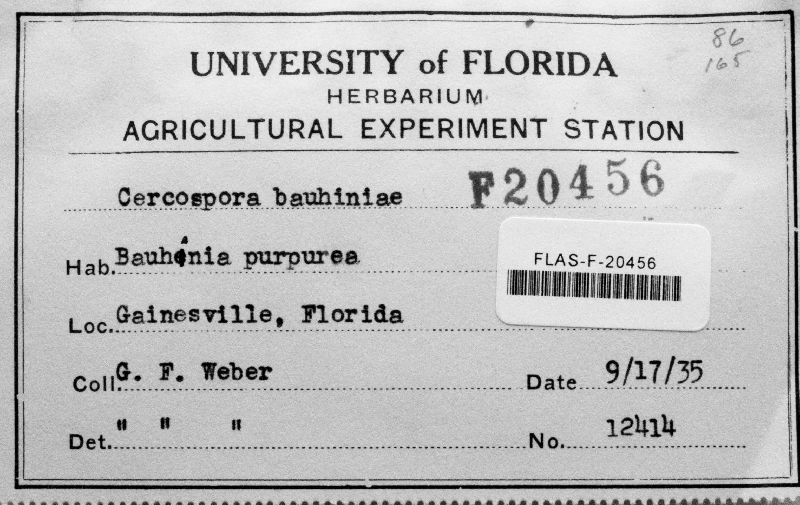 86
165
UNIVERSITY of FLORIDA
HERBARIUM
AGRICULTURAL EXPERIMENT STATION
Cercospora bauhiniae F20456
Hab. Bauhinia purpurea
FLAS-F-20456
Loc. Gainesville, Florida
Coll. G. F. Weber Date 9/17/35
Det. " " " No. 12414